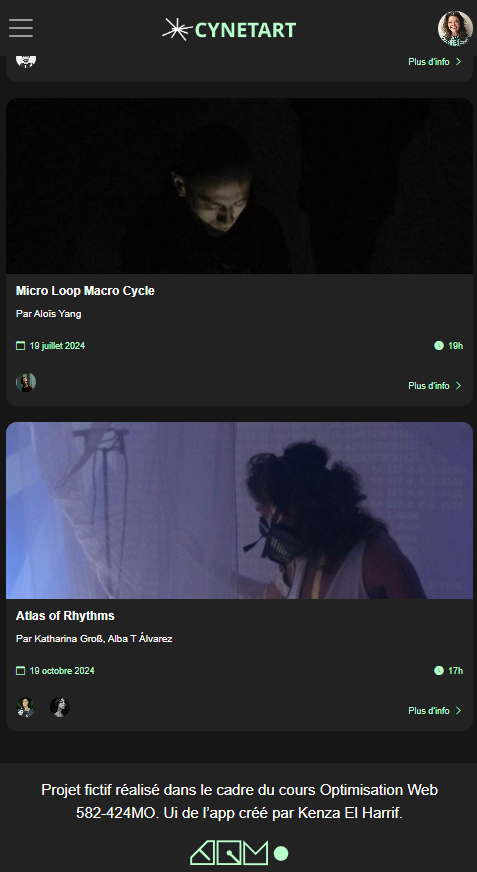 CYNETART
Plus d'info
Micro Loop Macro Cycle
Par Aloïs Yang
19 juillet 2024
19h
Plus d'info
Atlas of Rhythms
Par Katharina Groß, Alba T Álvarez
19 octobre 2024
17h
Plus d'info
Projet fictif réalisé dans le cadre du cours Optimisation Web
582-424MO. Ui de l’app créé par Kenza El Harrif.